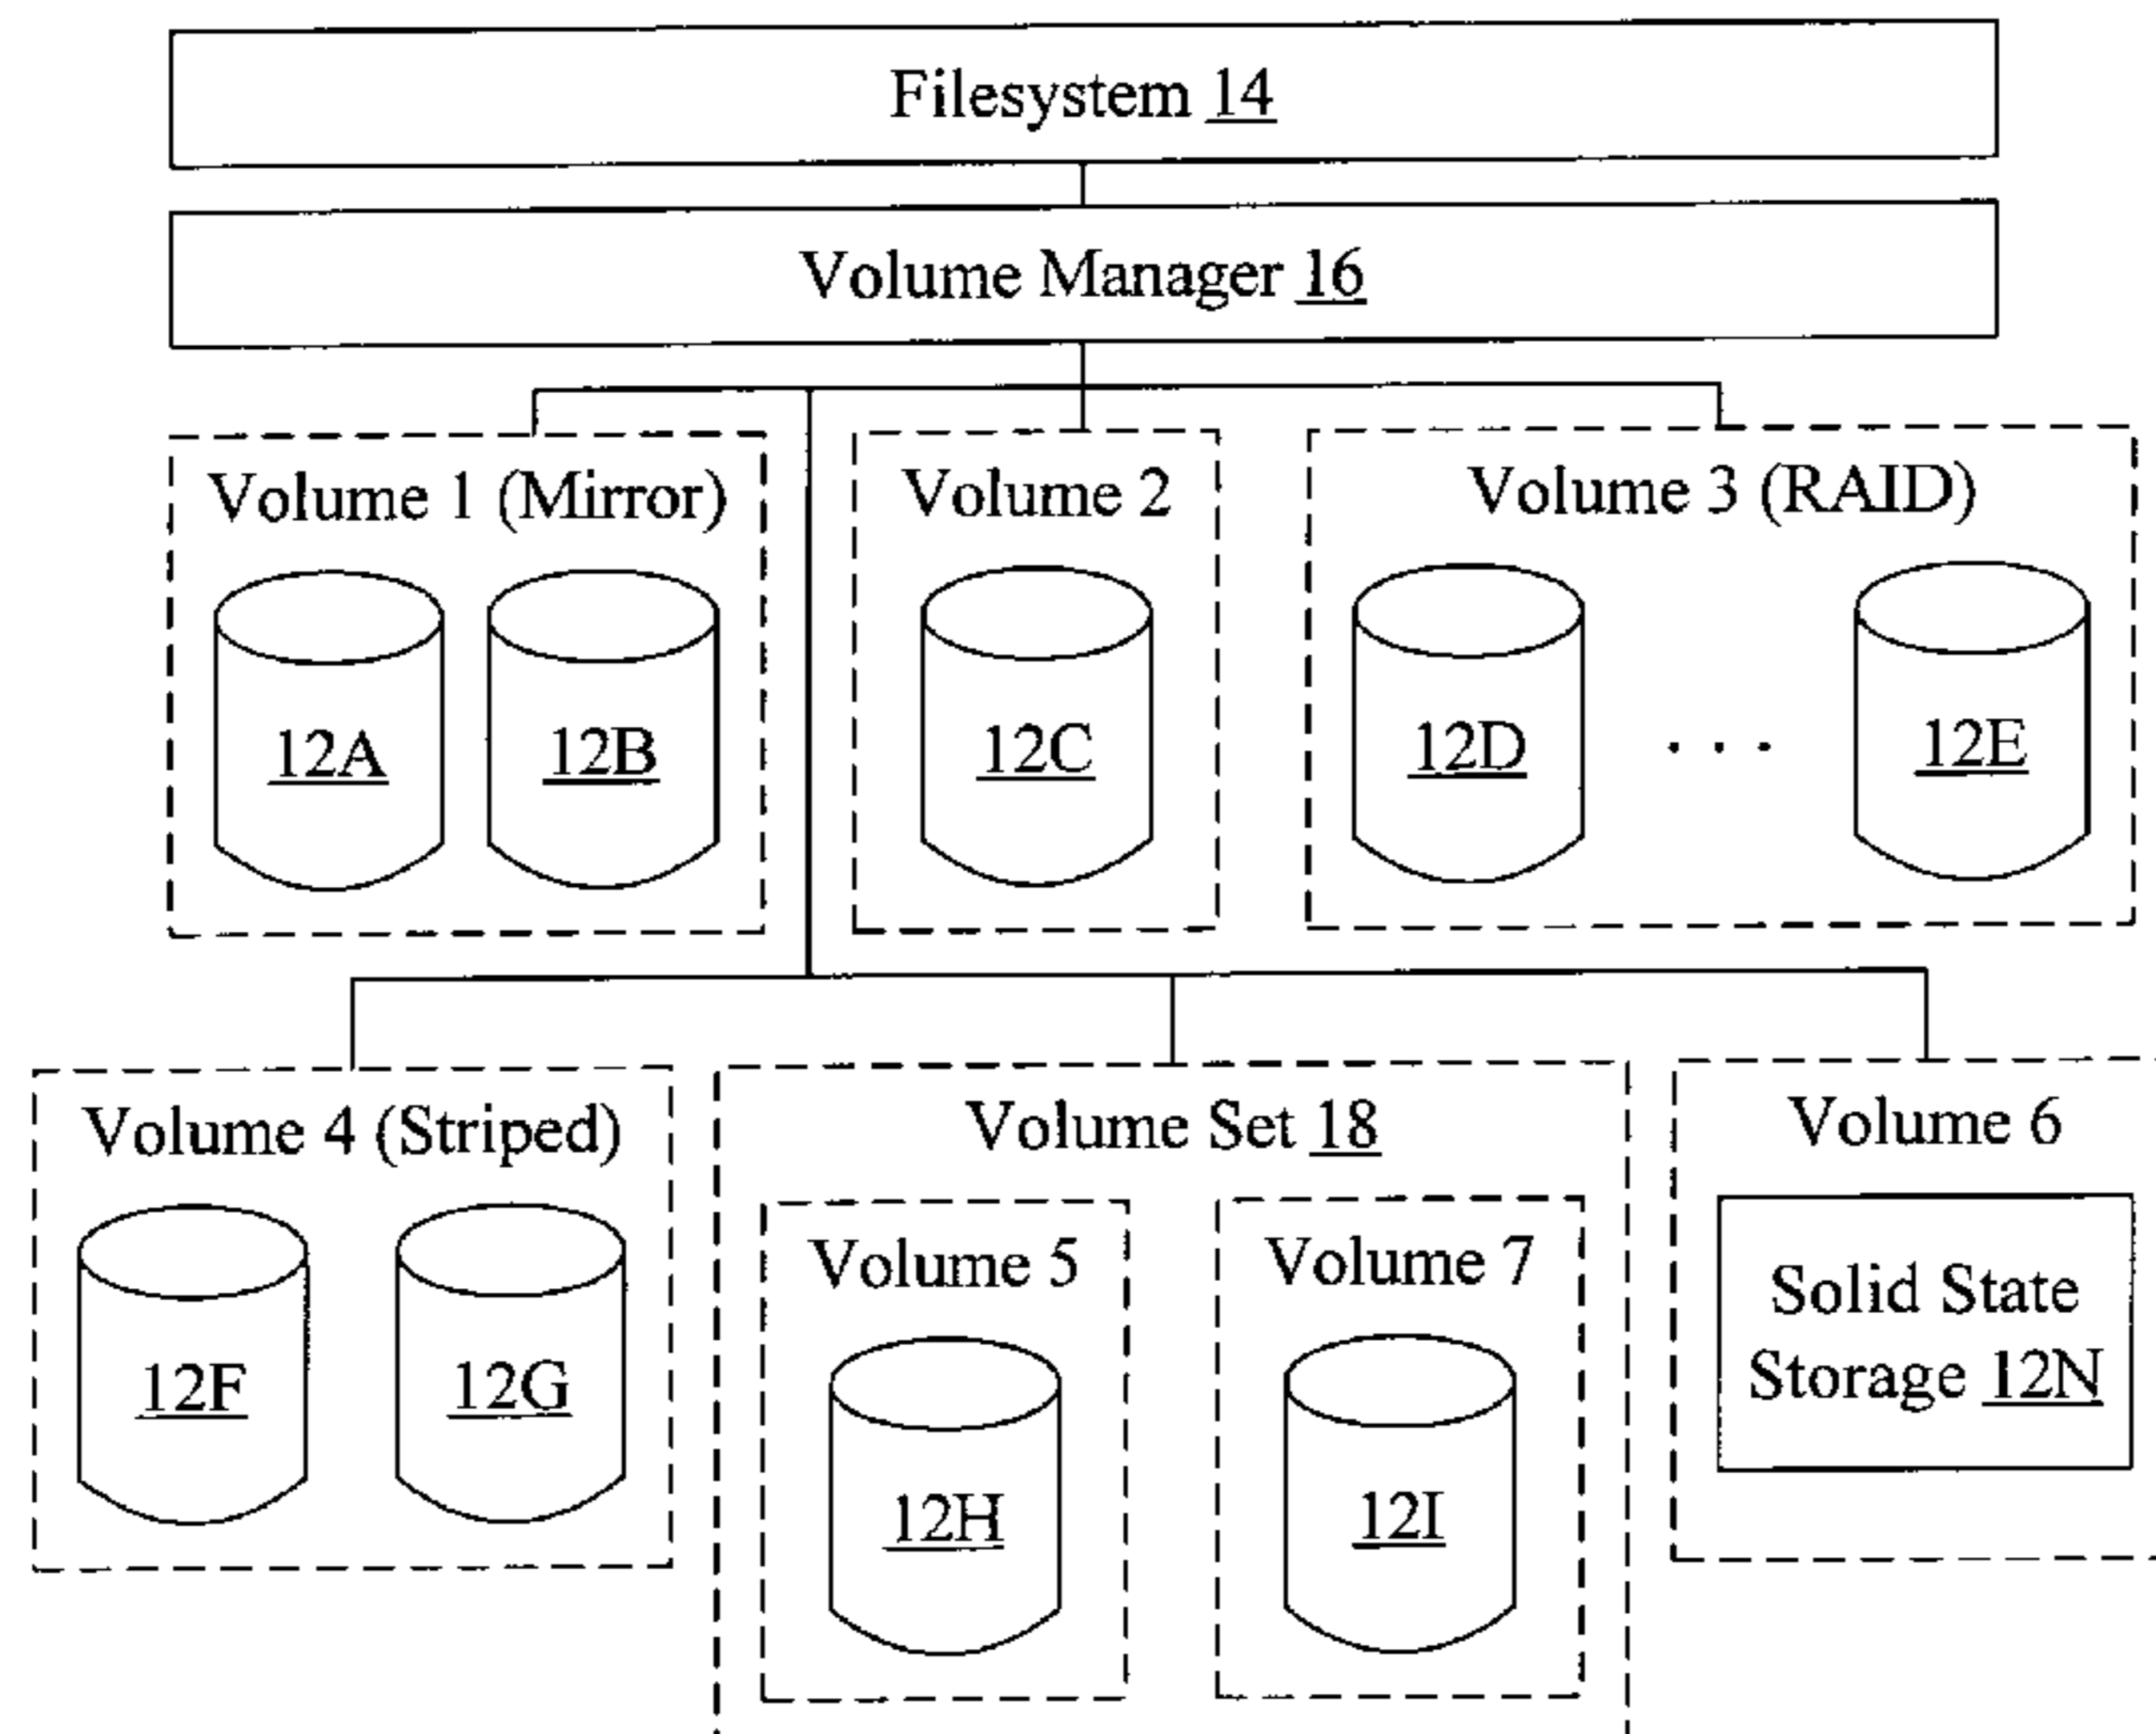 Filesystem 14
Volume Manager 16
Volume 1 (Mirror)
Volume 2
Volume 3 (RAID)
12A
12B
12C
12D
. . .
12E
Volume 4 (Striped)
Volume Set 18
Volume 6
Volume 5
Volume 7
Solid State
Storage 12N
12F
12G
12H
12I